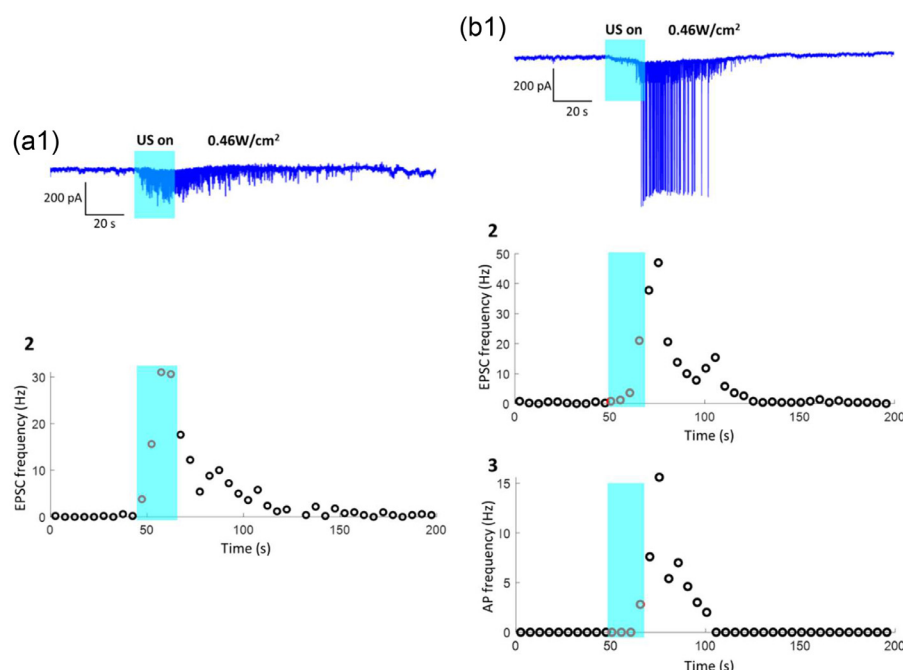 (a1)
US on 0.46W/cm²
200 pA
20 s
2
EPSC frequency (Hz)
30
20
10
0
0 50 100 150 200
Time (s)
(b1)
US on 0.46W/cm²
200 pA
20 s
2
EPSC frequency (Hz)
50
40
30
20
10
0
0 50 100 150 200
Time (s)
3
AP frequency (Hz)
15
10
5
0
0 50 100 150 200
Time (s)